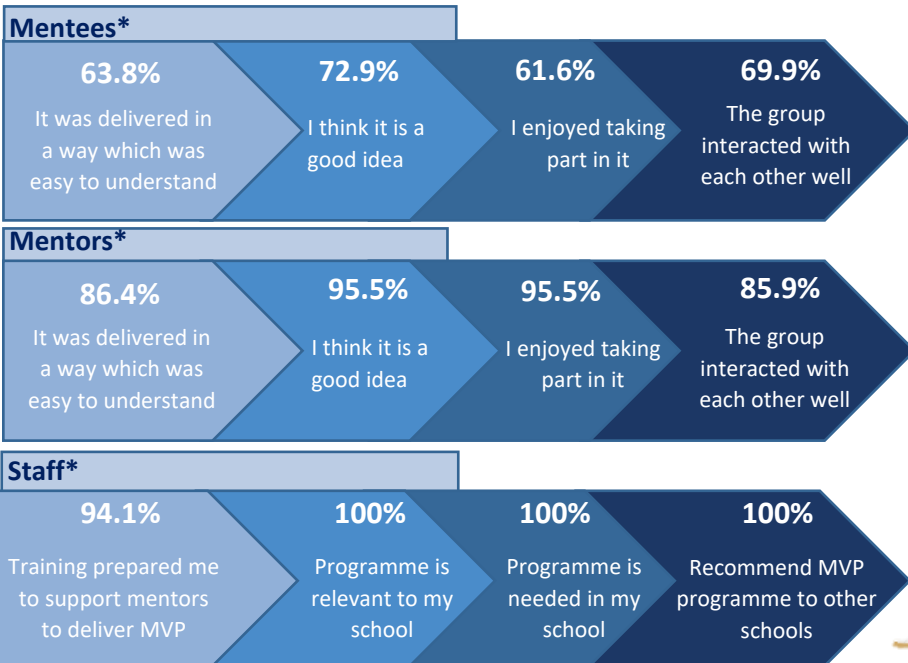 Mentees*
63.8%
It was delivered in
a way which was
easy to understand
72.9%
I think it is a
good idea
61.6%
I enjoyed taking
part in it
69.9%
The group
interacted with
each other well
Mentors*
86.4%
It was delivered in
a way which was
easy to understand
95.5%
I think it is a
good idea
95.5%
I enjoyed taking
part in it
85.9%
The group
interacted with
each other well
Staff*
94.1%
Training prepared me
to support mentors
to deliver MVP
100%
Programme is
relevant to my
school
100%
Programme is
needed in my
school
100%
Recommend MVP
programme to other
schools